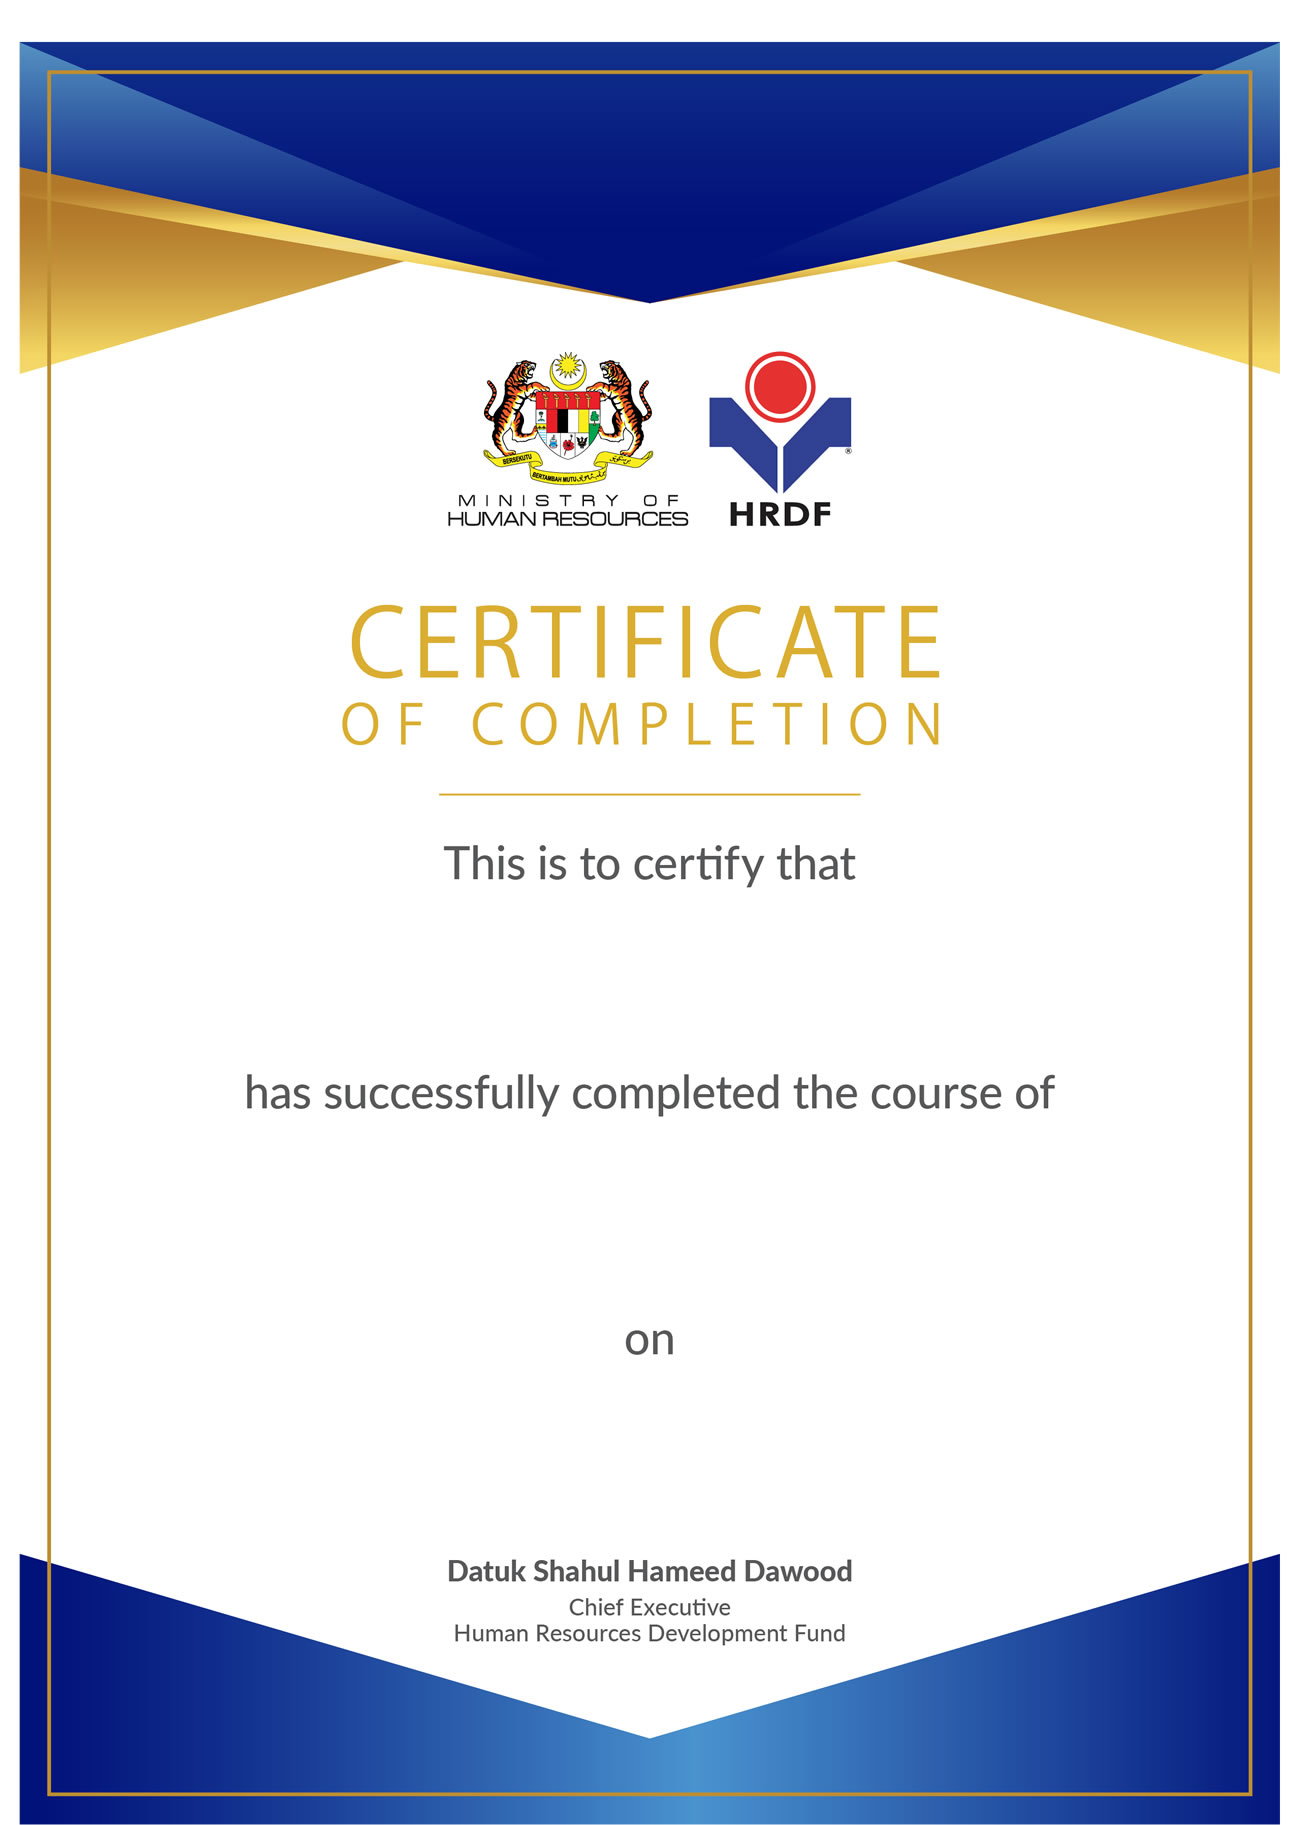 BERSEKUTU
BERTAMBAH MUTU
MINISTRY OF
HUMAN RESOURCES
®
HRDF
CERTIFICATE
OF COMPLETION
This is to certify that
has successfully completed the course of
on
Datuk Shahul Hameed Dawood
Chief Executive
Human Resources Development Fund